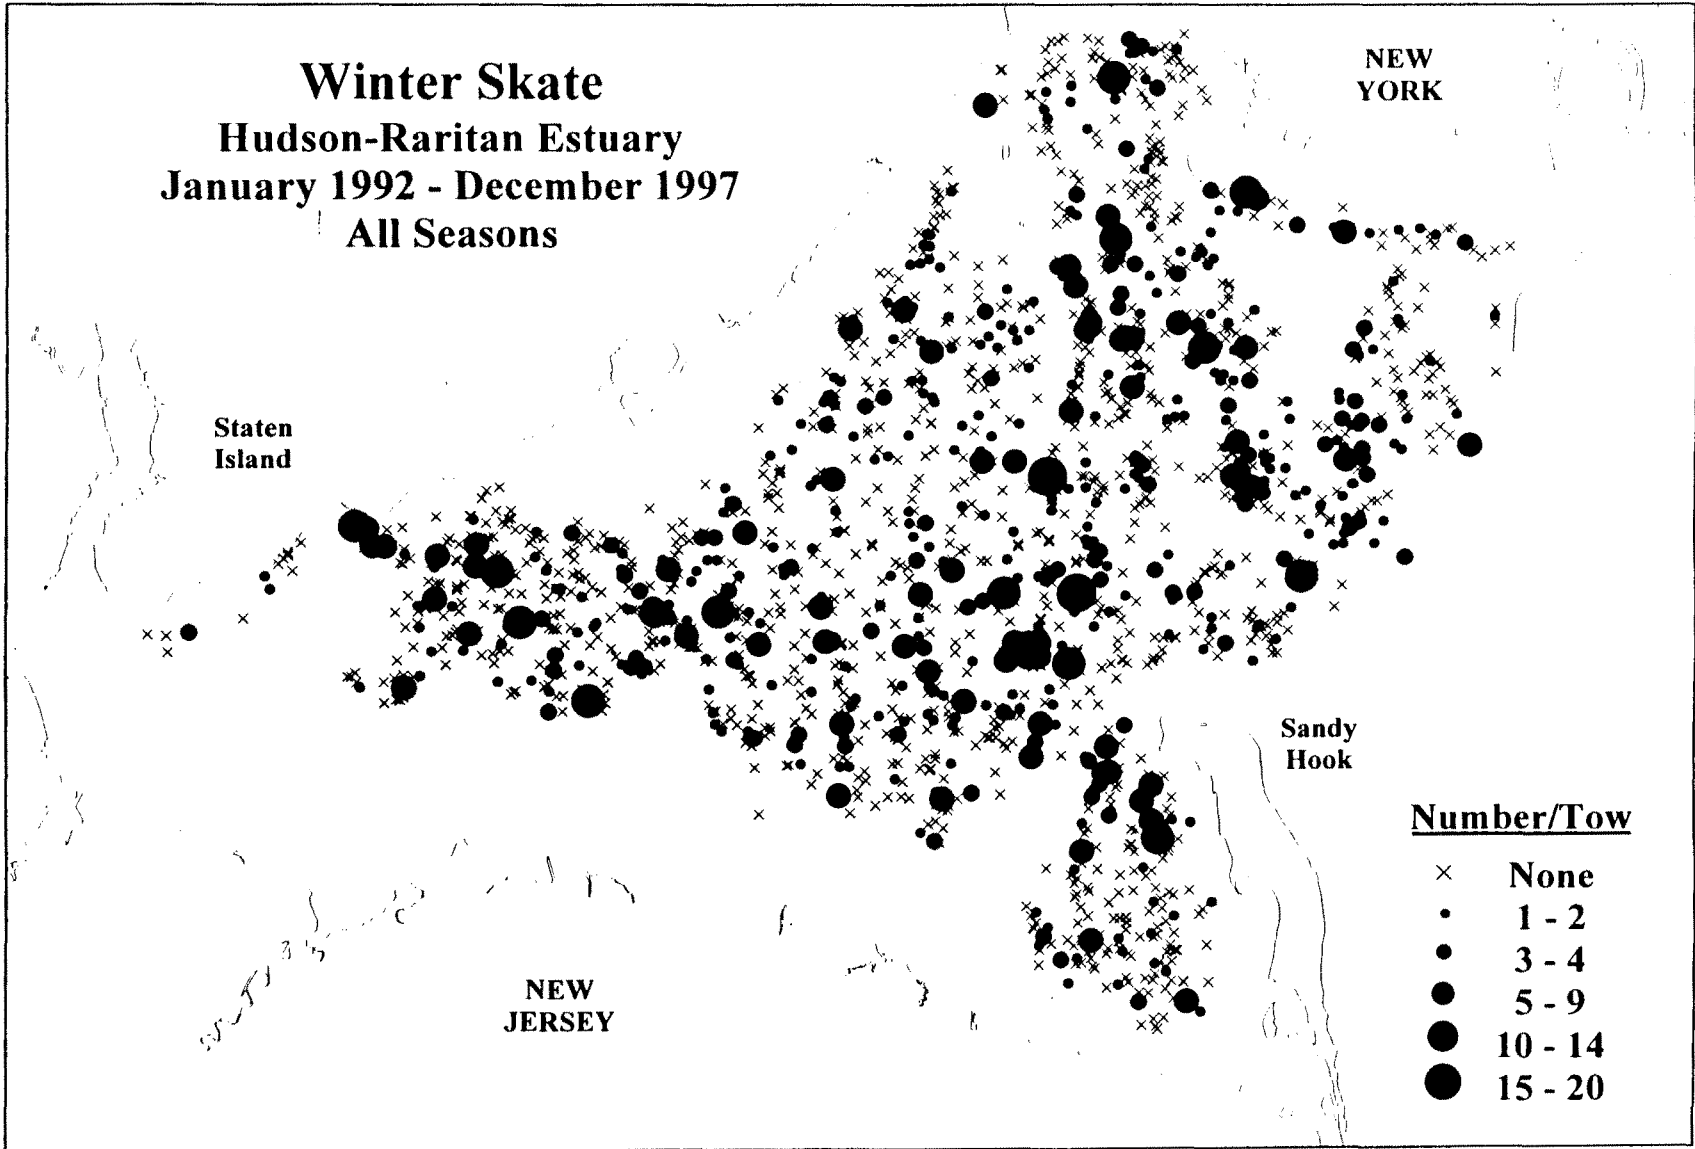 Winter Skate
Hudson-Raritan Estuary
January 1992 - December 1997
All Seasons
NEW
YORK
Staten
Island
Sandy
Hook
NEW
JERSEY
Number/Tow
None
1 - 2
3 - 4
5 - 9
10 - 14
15 - 20